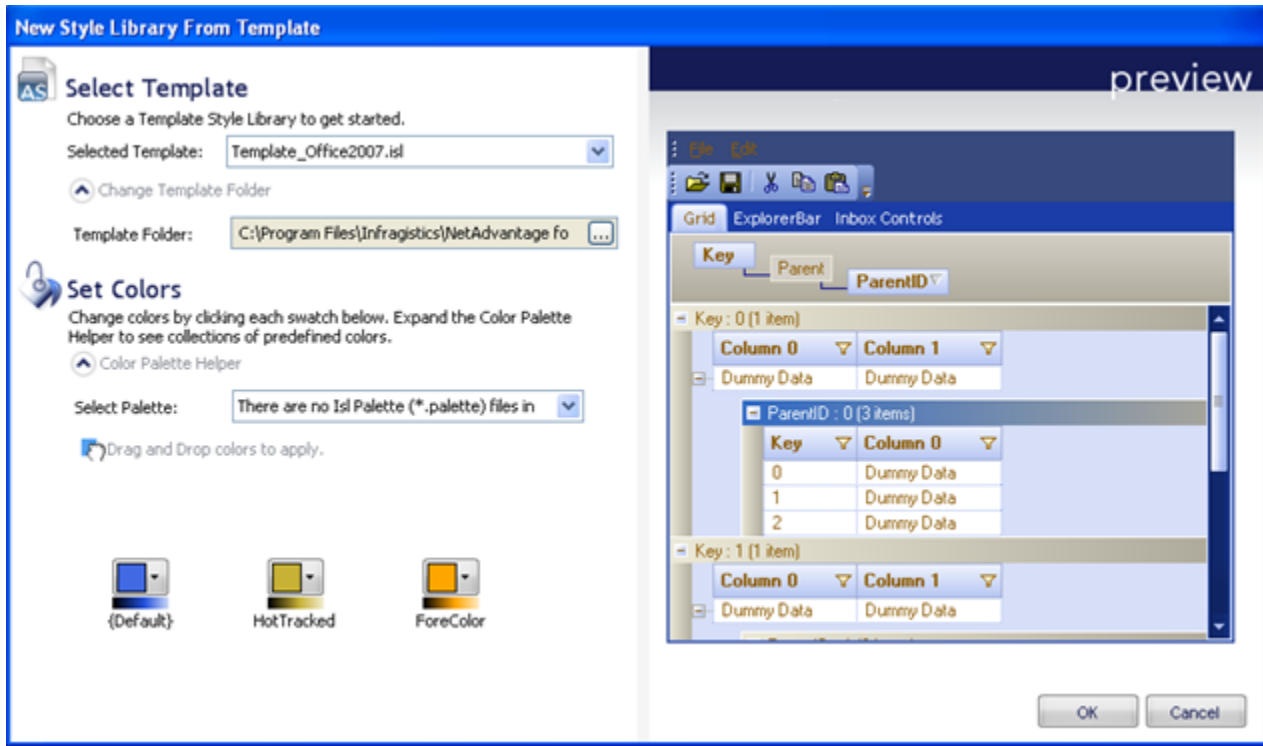 New Style Library From Template
AS
Select Template
Choose a Template Style Library to get started.
Selected Template: Template_Office2007.isl
Change Template Folder
Template Folder: C:\Program Files\Infragistics\NetAdvantage fo ...
Set Colors
Change colors by clicking each swatch below. Expand the Color Palette
Helper to see collections of predefined colors.
Color Palette Helper
Select Palette: There are no Isl Palette (*.palette) files in
Drag and Drop colors to apply.
{Default} HotTracked ForeColor
preview
File Edit
Grid ExplorerBar Inbox Controls
Key
Parent
ParentID
Key : 0 (1 item)
Column 0 Column 1
Dummy Data Dummy Data
ParentID : 0 (3 items)
Key Column 0
0 Dummy Data
1 Dummy Data
2 Dummy Data
Key : 1 (1 item)
Column 0 Column 1
Dummy Data Dummy Data
OK Cancel